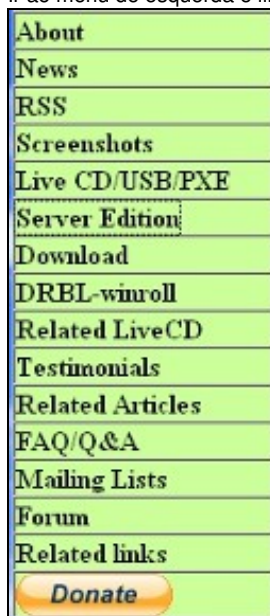 About
News
RSS
Screenshots
Live CD/USB/PXE
Server Edition
Download
DRBL-winroll
Related LiveCD
Testimonials
Related Articles
FAQ/Q&A
Mailing Lists
Forum
Related links
Donate